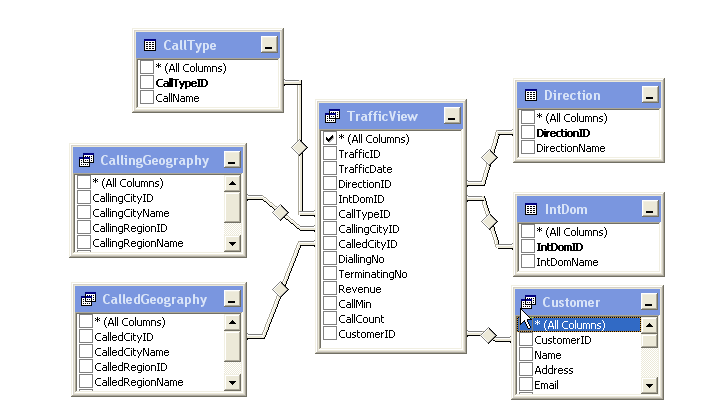 CallType
* (All Columns)
CallTypeID
CallName
CallingGeography
* (All Columns)
CallingCityID
CallingCityName
CallingRegionID
CallingRegionName
CalledGeography
* (All Columns)
CalledCityID
CalledCityName
CalledRegionID
CalledRegionName
TrafficView
* (All Columns)
TrafficID
TrafficDate
DirectionID
IntDomID
CallTypeID
CallingCityID
CalledCityID
DiallingNo
TerminatingNo
Revenue
CallMin
CallCount
CustomerID
Direction
* (All Columns)
DirectionID
DirectionName
IntDom
* (All Columns)
IntDomID
IntDomName
Customer
* (All Columns)
CustomerID
Name
Address
Email